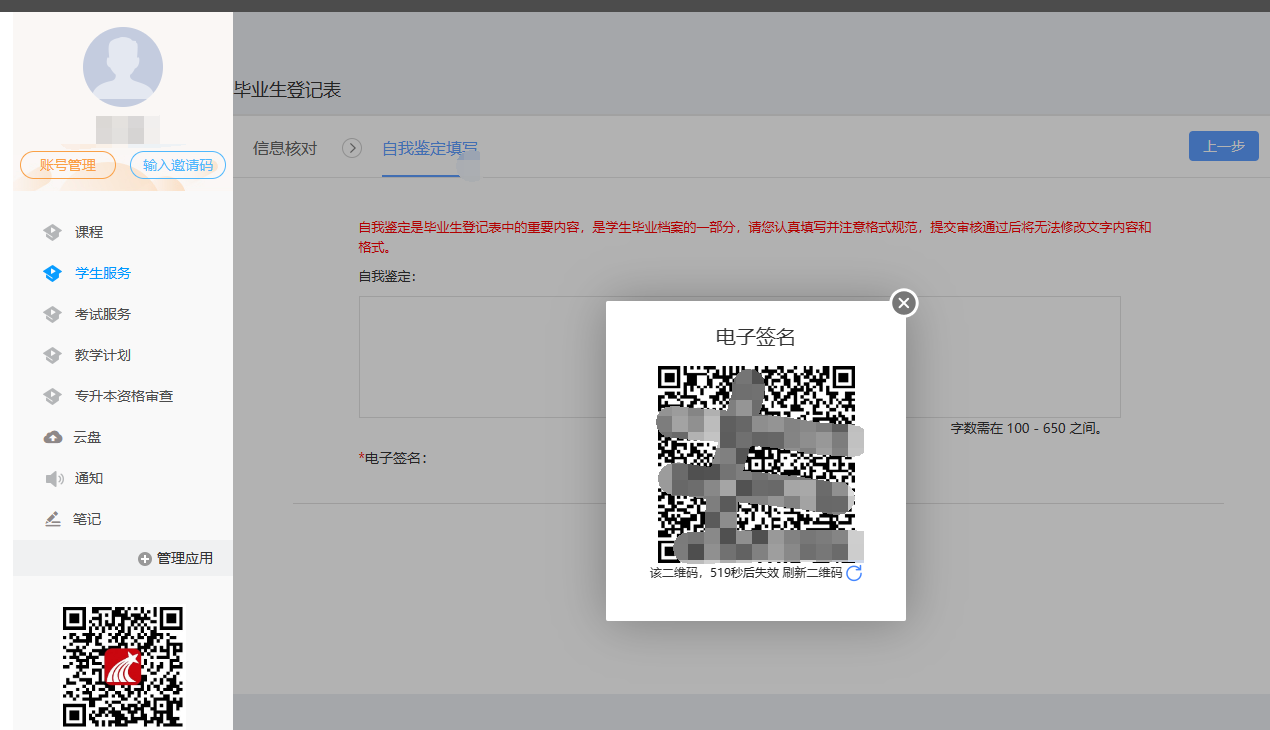 账号管理
输入邀请码
课程
学生服务
考试服务
教学计划
专升本资格审查
云盘
通知
笔记
管理应用
毕业生登记表
信息核对
自我鉴定填写
上一步
自我鉴定是毕业生登记表中的重要内容，是学生毕业档案的一部分，请您认真填写并注意格式规范，提交审核通过后将无法修改文字内容和
格式。
自我鉴定：
字数需在 100 - 650 之间。
*电子签名：
电子签名
该二维码，519秒后失效 刷新二维码